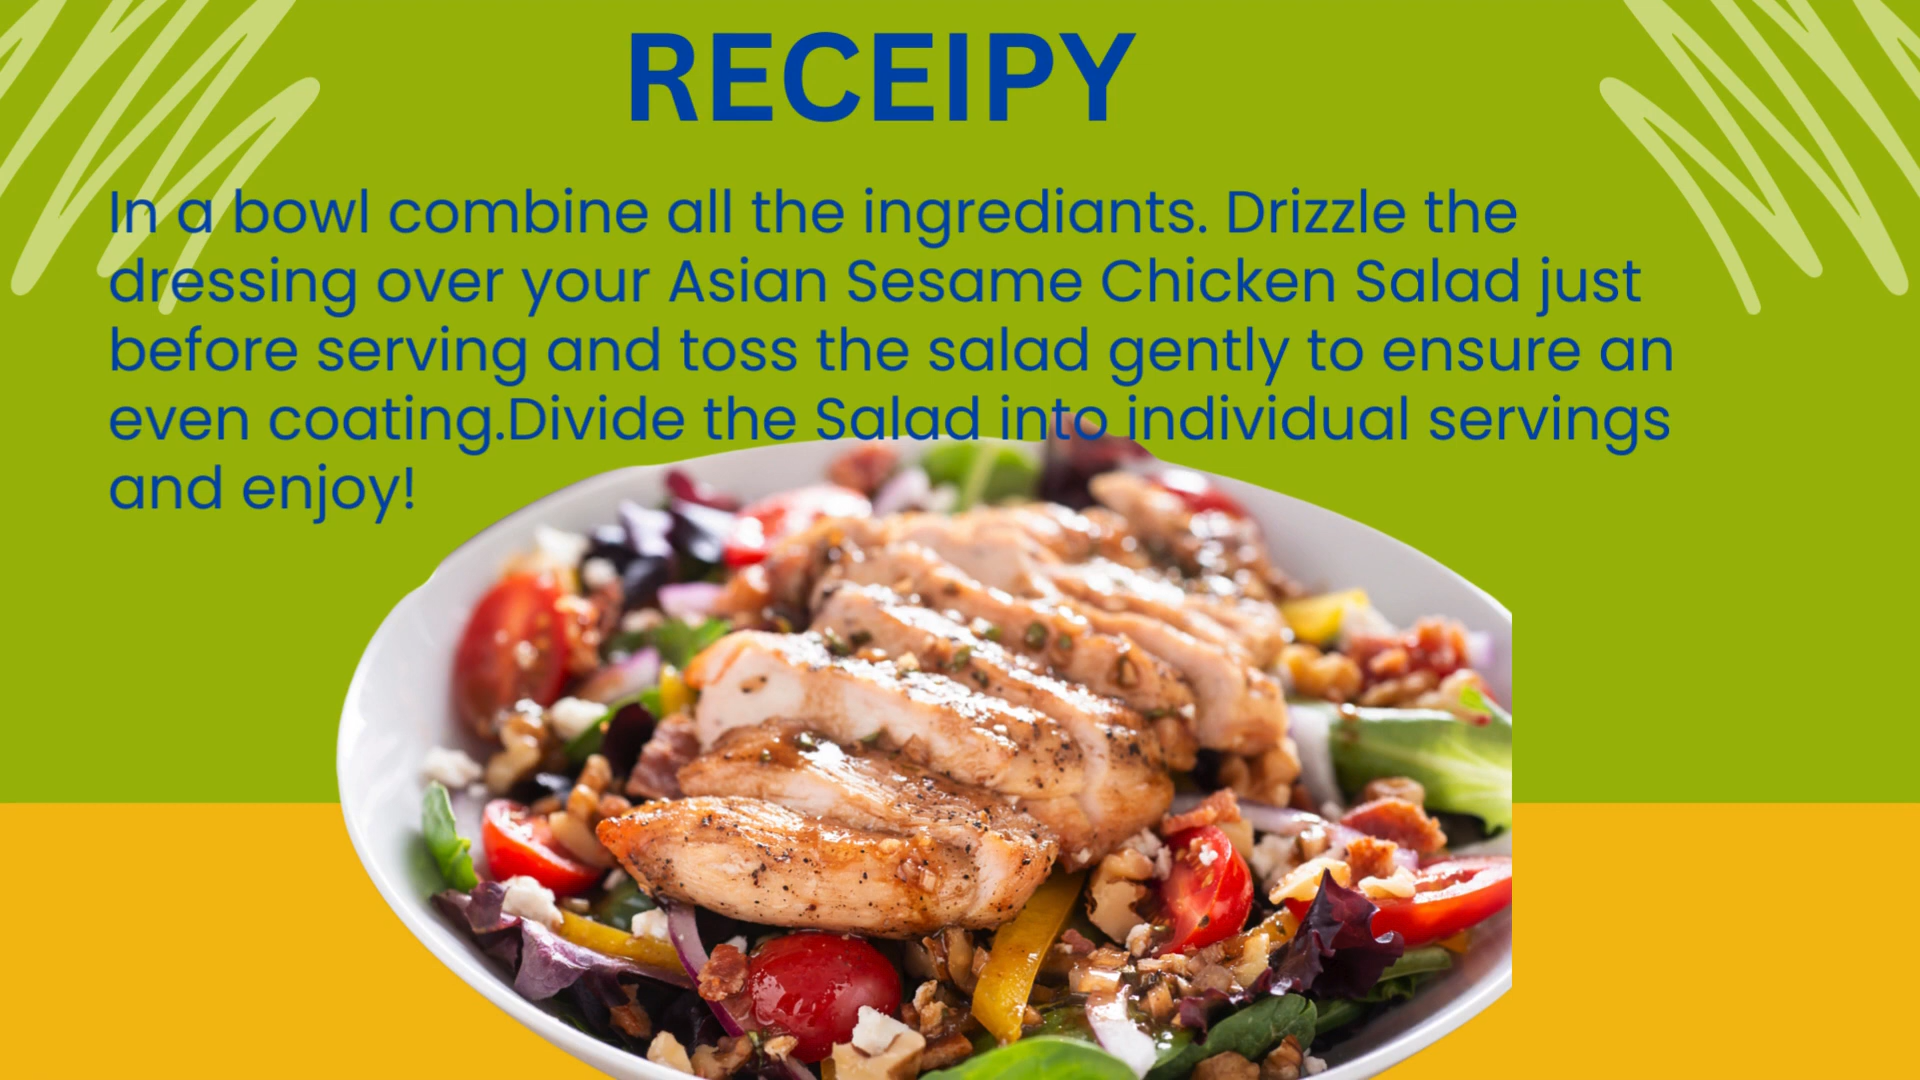 RECEIPY
In a bowl combine all the ingrediants. Drizzle the
dressing over your Asian Sesame Chicken Salad just
before serving and toss the salad gently to ensure an
even coating.Divide the Salad into individual servings
and enjoy!